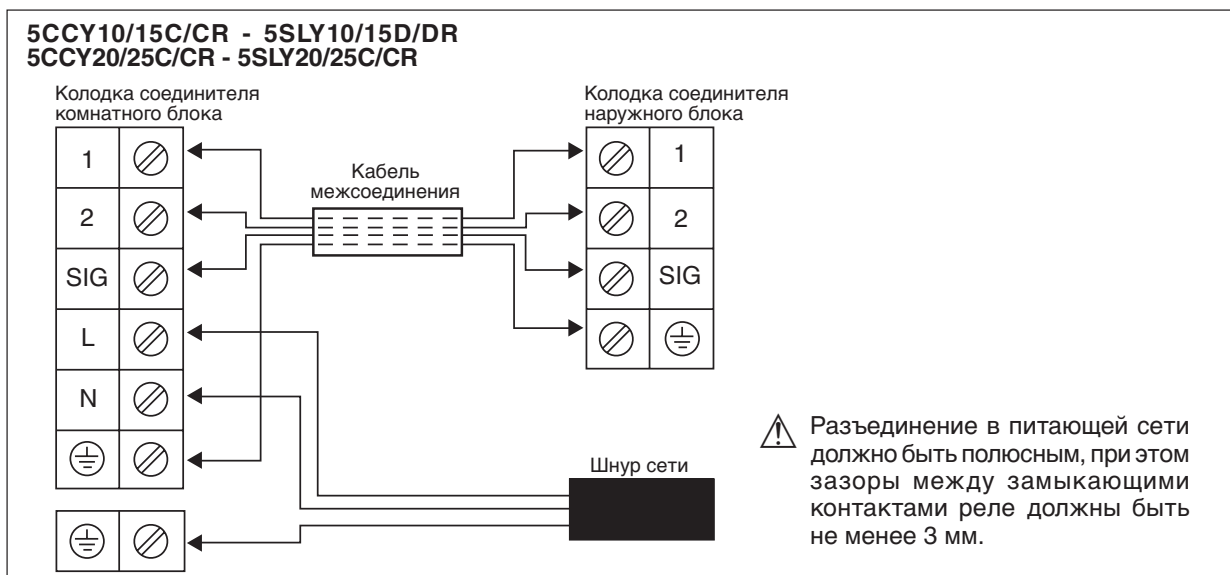 5CCY10/15C/CR - 5SLY10/15D/DR
5CCY20/25C/CR - 5SLY20/25C/CR
Колодка соединителя
комнатного блока
1
2
SIG
L
N
Кабель
межсоединения
Колодка соединителя
наружного блока
1
2
SIG
Шнур сети
Разъединение в питающей сети
должно быть полюсным, при этом
зазоры между замыкающими
контактами реле должны быть
не менее 3 мм.